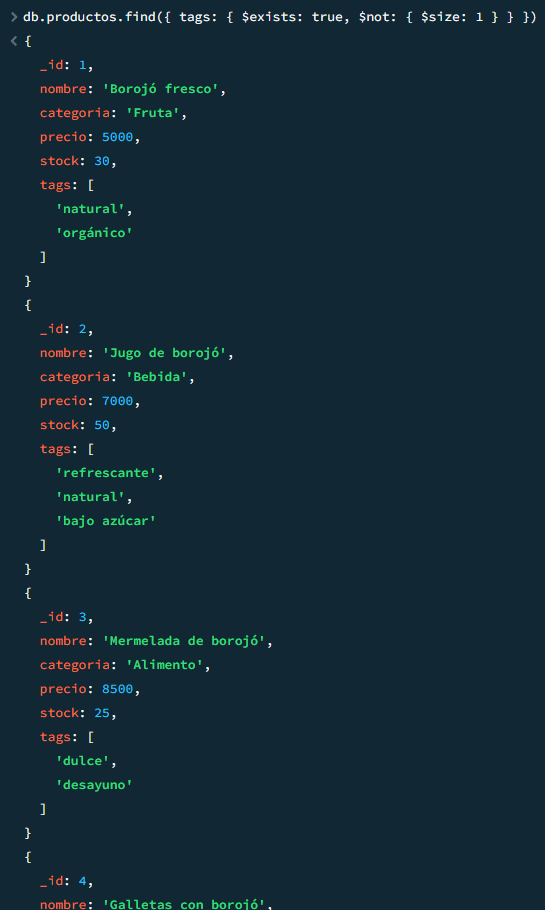 > db.productos.find({ tags: { $exists: true, $not: { $size: 1 } } })
< {
_id: 1,
nombre: 'Borojó fresco',
categoria: 'Fruta',
precio: 5000,
stock: 30,
tags: [
'natural',
'orgánico'
]
}
{
_id: 2,
nombre: 'Jugo de borojó',
categoria: 'Bebida',
precio: 7000,
stock: 50,
tags: [
'refrescante',
'natural',
'bajo azúcar'
]
}
{
_id: 3,
nombre: 'Mermelada de borojó',
categoria: 'Alimento',
precio: 8500,
stock: 25,
tags: [
'dulce',
'desayuno'
]
}
{
_id: 4,
nombre: 'Galletas con borojó',